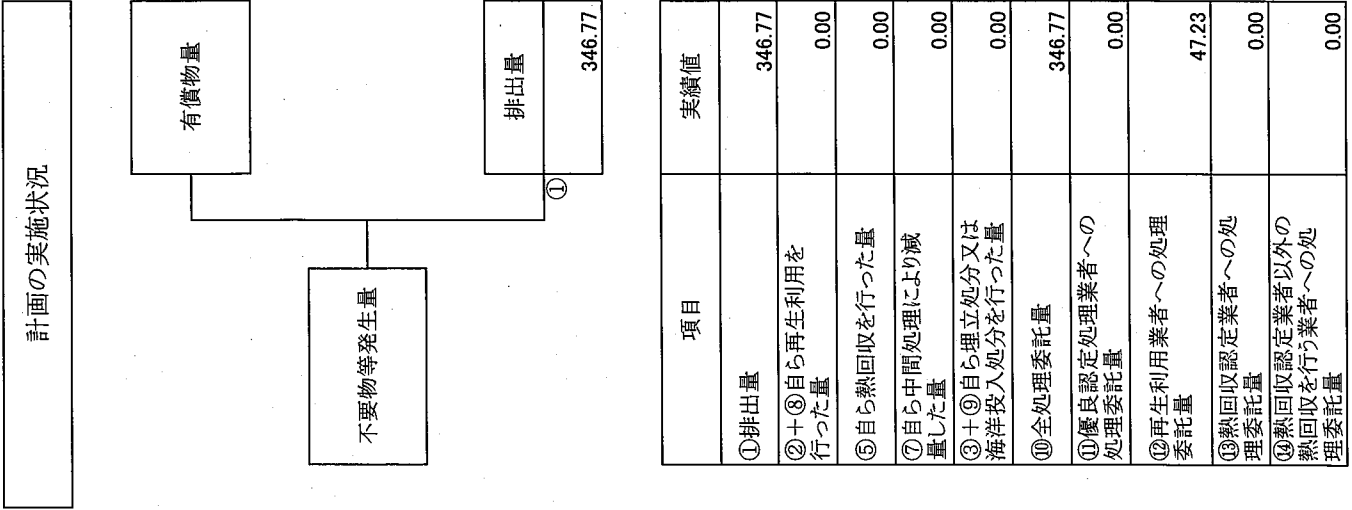 計画の実施状況
有償物量
不要物等発生量
排出量
①
346.77
項目
実績値
①排出量
346.77
②＋⑧自ら再生利用を
行った量
0.00
⑤自ら熱回収を行った量
0.00
⑦自ら中間処理により減
量した量
0.00
③＋⑨自ら埋立処分又は
海洋投入処分を行った量
0.00
⑩全処理委託量
346.77
⑪優良認定処理業者への
処理委託量
0.00
⑫再生利用業者への処理
委託量
47.23
⑬熱回収認定業者への処
理委託量
0.00
⑭熱回収認定業者以外の
熱回収を行う業者への処
理委託量
0.00